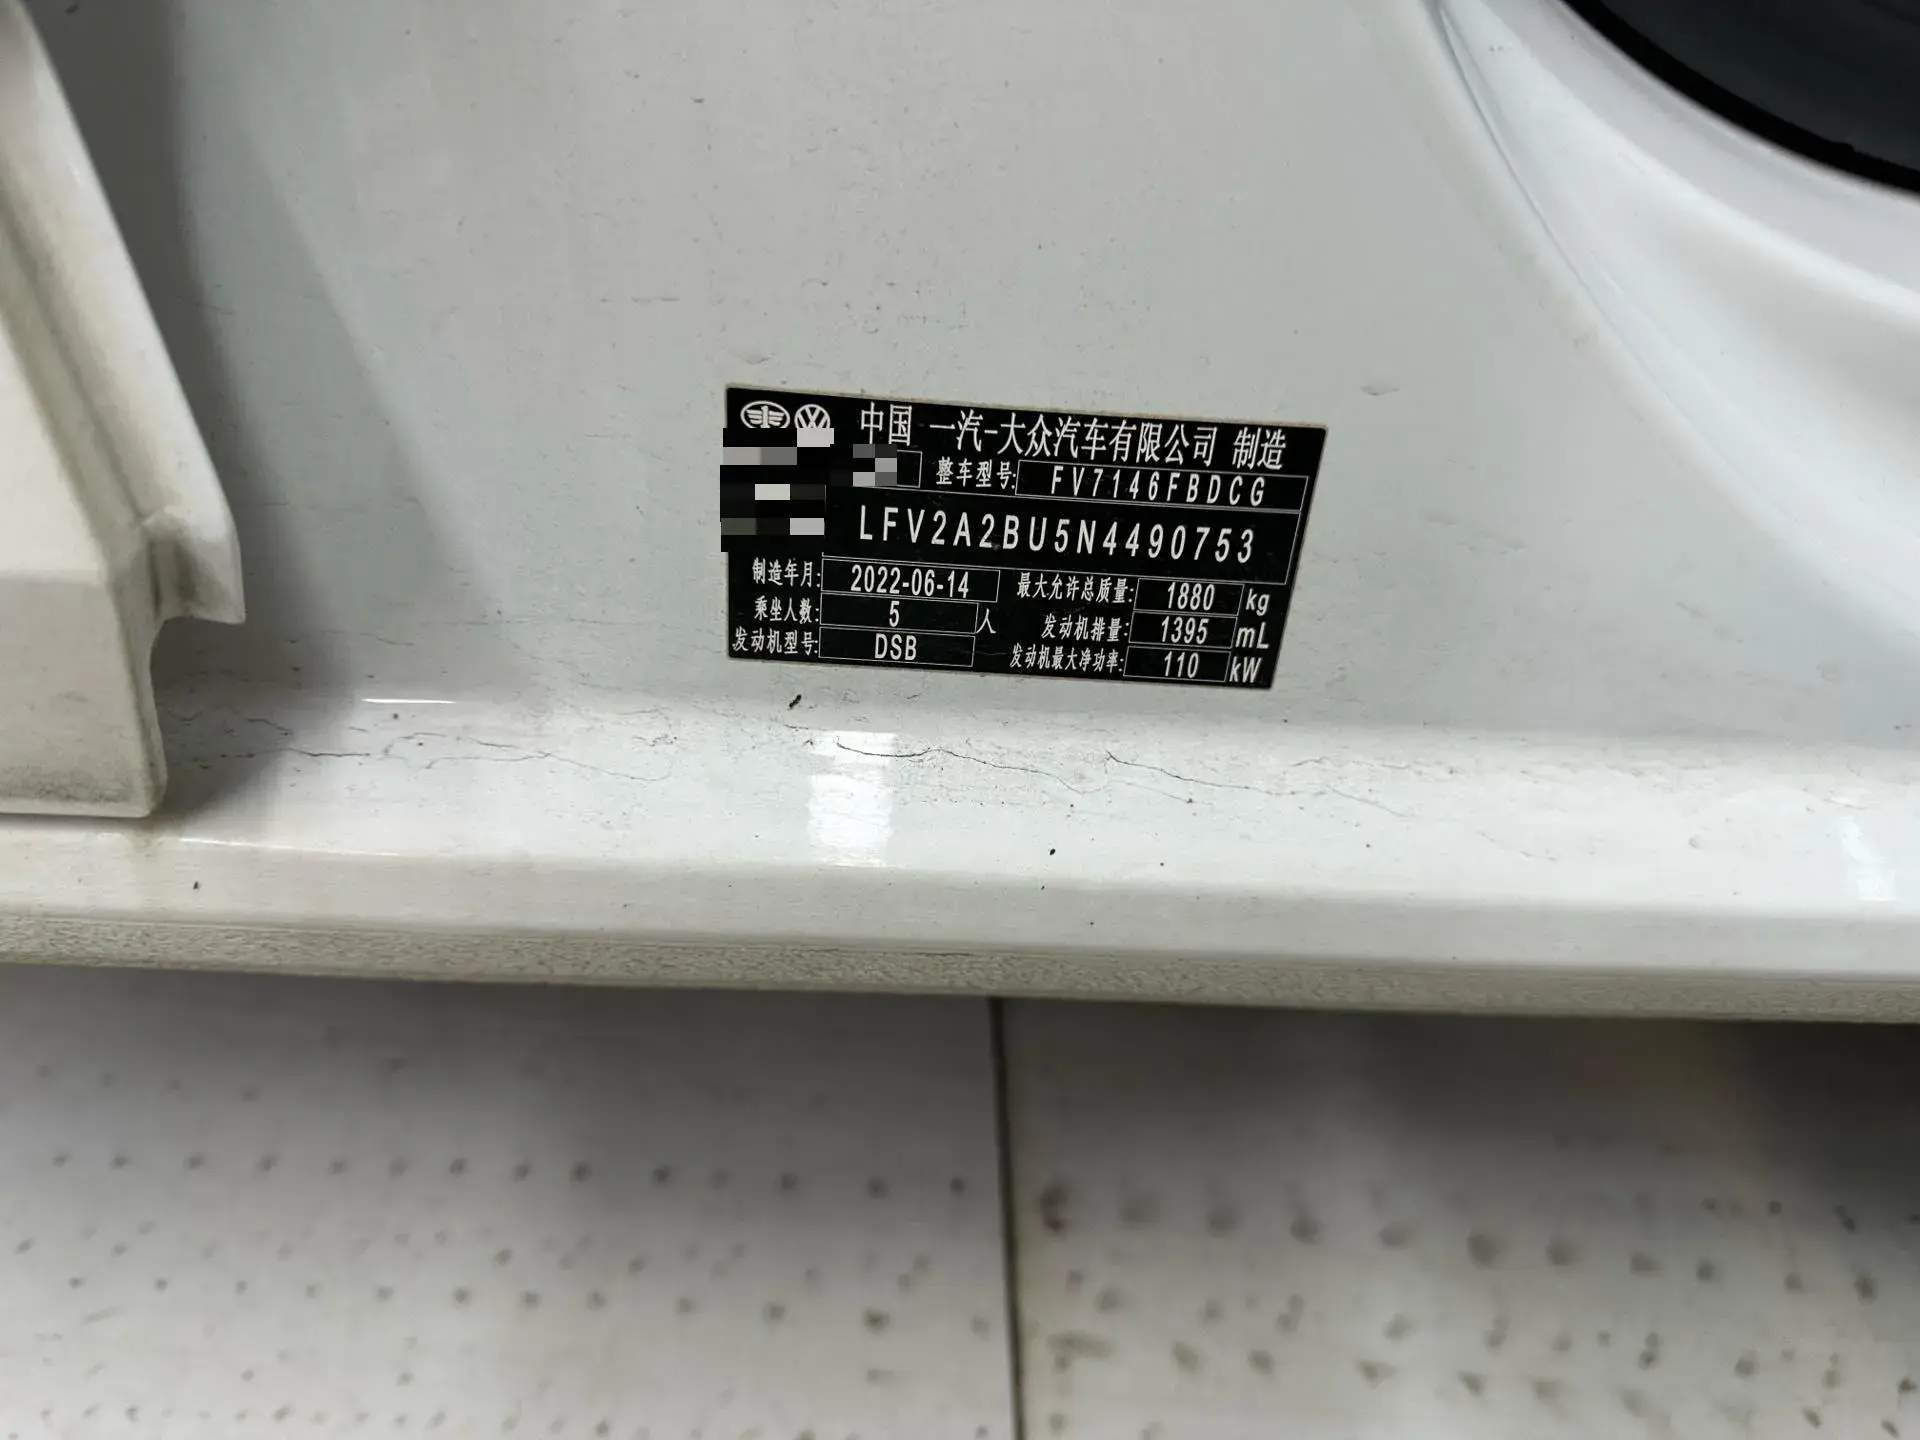 中国 一汽-大众汽车有限公司 制造
整车型号: FV7146FBDCG
LFV2A2BU5N4490753
制造年月: 2022-06-14 最大允许总质量: 1880 kg
乘坐人数: 5 人 发动机排量: 1395 mL
发动机型号: DSB 发动机最大净功率: 110 kW